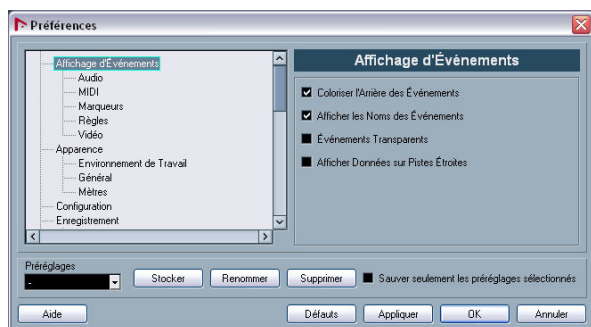 Préférences
Affichage d'Événements
Audio
MIDI
Marqueurs
Règles
Vidéo
Apparence
Environnement de Travail
Général
Mètres
Configuration
Enregistrement
Affichage d'Évènements
Coloriser l'Arrière des Événements
Afficher les Noms des Événements
Événements Transparents
Afficher Données sur Pistes Étroites
Préréglages
-
Stocker
Renommer
Supprimer
Sauver seulement les préréglages sélectionnés
Aide
Défauts
Appliquer
OK
Annuler